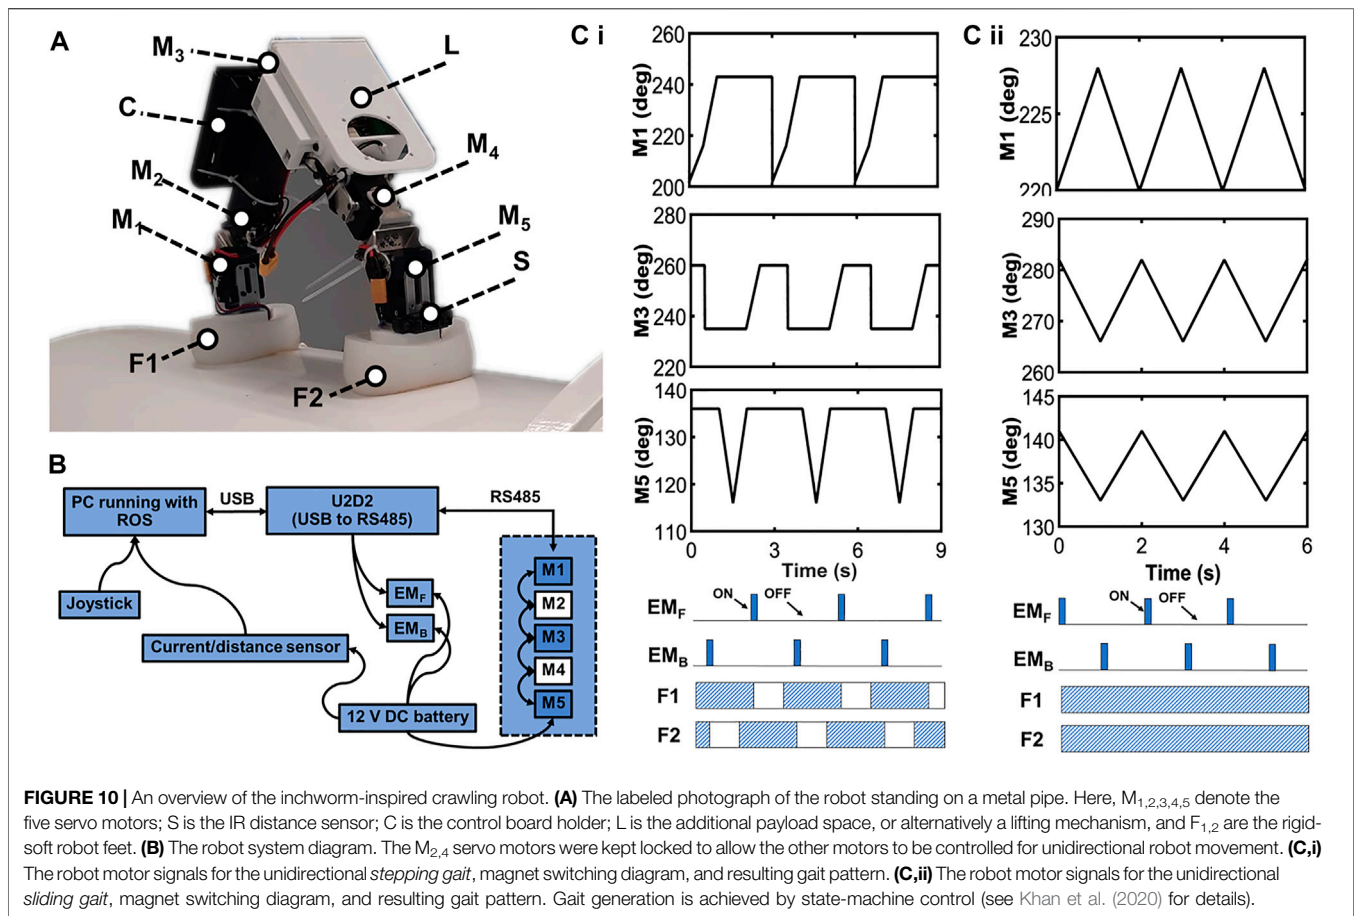 A
M3
L
C
M4
M2
M5
M1
S
F1
F2
B
PC running with
ROS
USB
U2D2
(USB to RS485)
RS485
Joystick
EMF
EMB
Current/distance sensor
12 V DC battery
M1
M2
M3
M4
M5
C i
260
240
220
200
M1 (deg)
280
260
240
220
M3 (deg)
140
130
120
110
M5 (deg)
0 3 6 9
Time (s)
ON OFF
EMF
EMB
F1
F2
C ii
230
225
220
M1 (deg)
290
280
270
260
M3 (deg)
145
140
135
130
M5 (deg)
0 2 4 6
Time (s)
ON OFF
EMF
EMB
F1
F2
FIGURE 10 | An overview of the inchworm-inspired crawling robot. (A) The labeled photograph of the robot standing on a metal pipe. Here, M1,2,3,4,5 denote the
five servo motors; S is the IR distance sensor; C is the control board holder; L is the additional payload space, or alternatively a lifting mechanism, and F1,2 are the rigid-
soft robot feet. (B) The robot system diagram. The M2,4 servo motors were kept locked to allow the other motors to be controlled for unidirectional robot movement. (C,i)
The robot motor signals for the unidirectional stepping gait, magnet switching diagram, and resulting gait pattern. (C,ii) The robot motor signals for the unidirectional
sliding gait, magnet switching diagram, and resulting gait pattern. Gait generation is achieved by state-machine control (see Khan et al. (2020) for details).